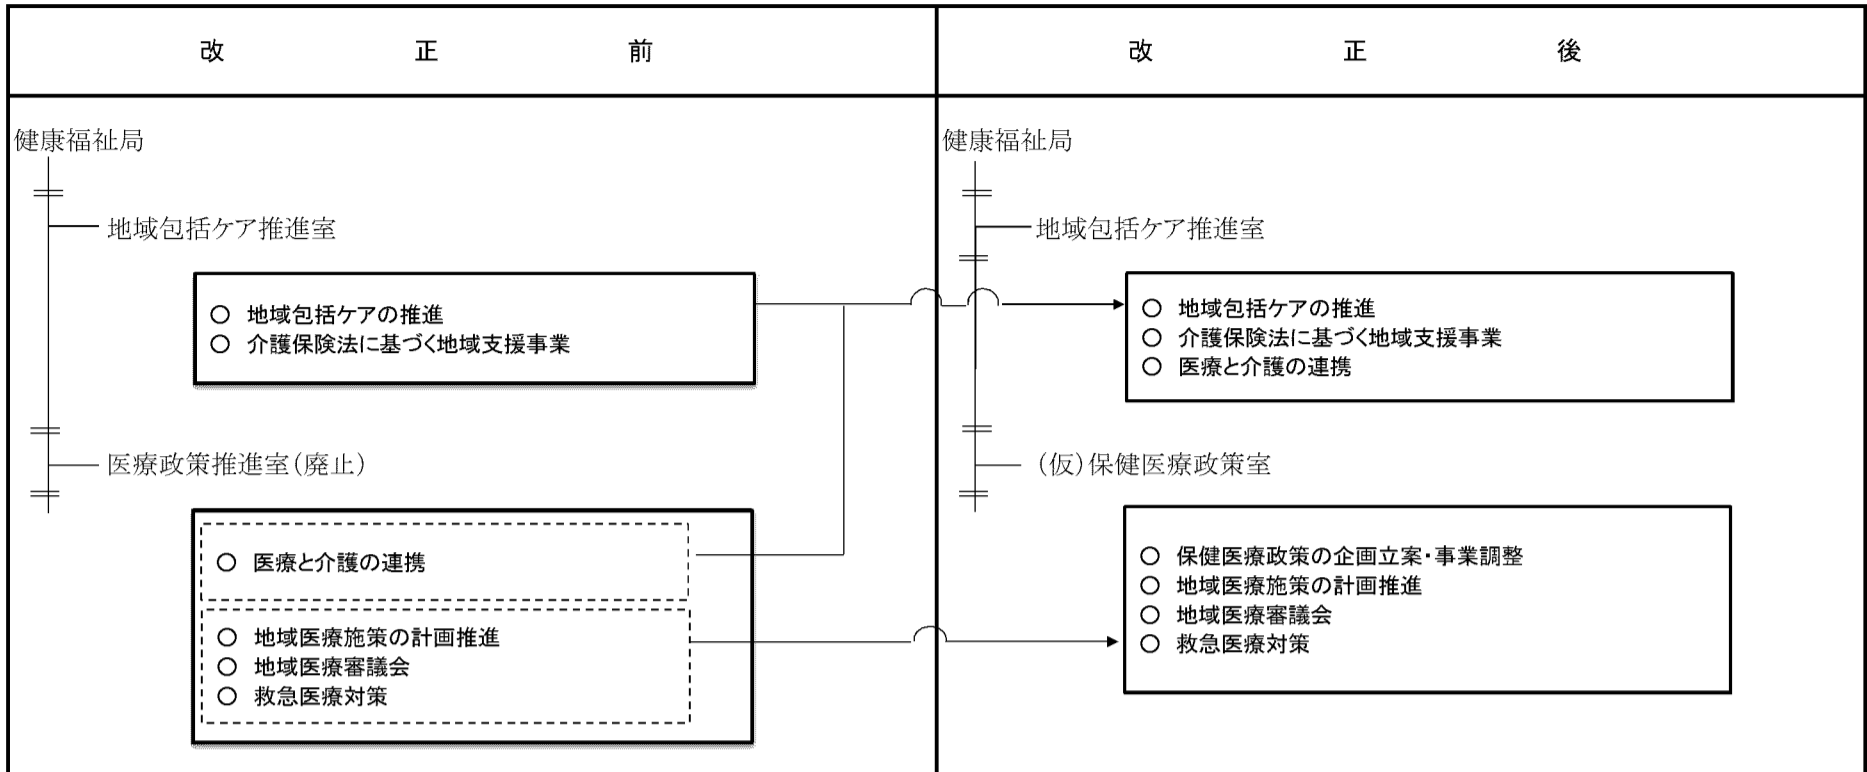 改正前
健康福祉局
地域包括ケア推進室
○ 地域包括ケアの推進
○ 介護保険法に基づく地域支援事業
医療政策推進室(廃止)
○ 医療と介護の連携
○ 地域医療施策の計画推進
○ 地域医療審議会
○ 救急医療対策
改正後
健康福祉局
地域包括ケア推進室
○ 地域包括ケアの推進
○ 介護保険法に基づく地域支援事業
○ 医療と介護の連携
(仮)保健医療政策室
○ 保健医療政策の企画立案・事業調整
○ 地域医療施策の計画推進
○ 地域医療審議会
○ 救急医療対策